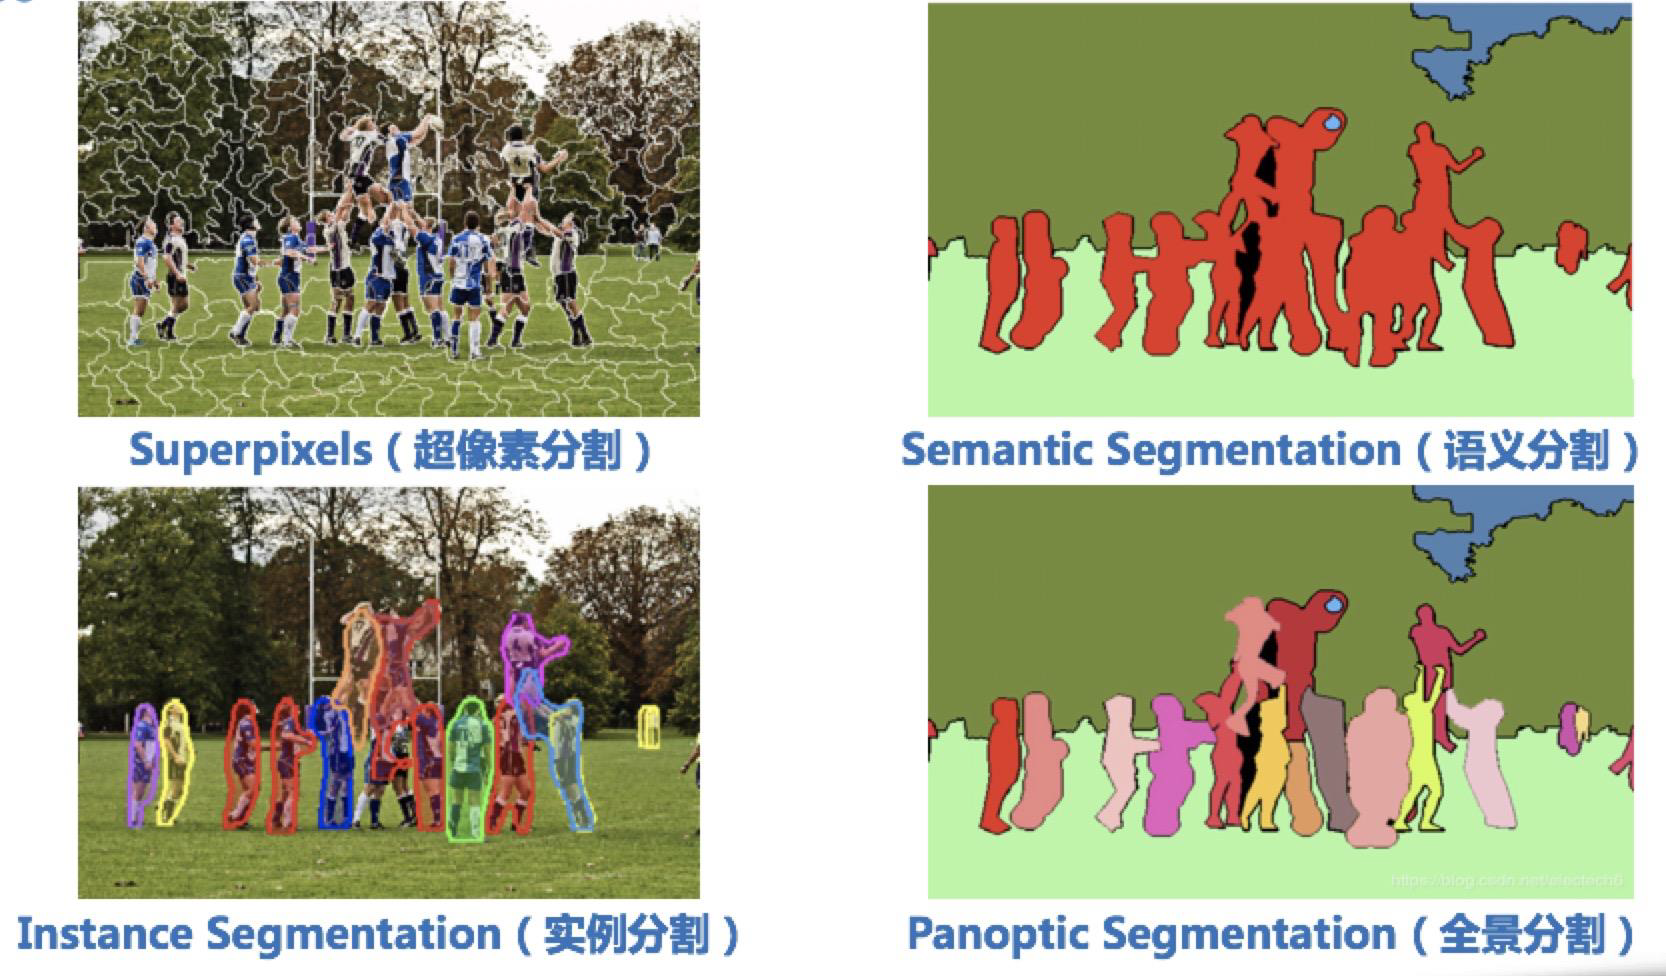 Superpixels（超像素分割）
Semantic Segmentation（语义分割）
Instance Segmentation（实例分割）
https://blog.csdn.net/electech6
Panoptic Segmentation（全景分割）